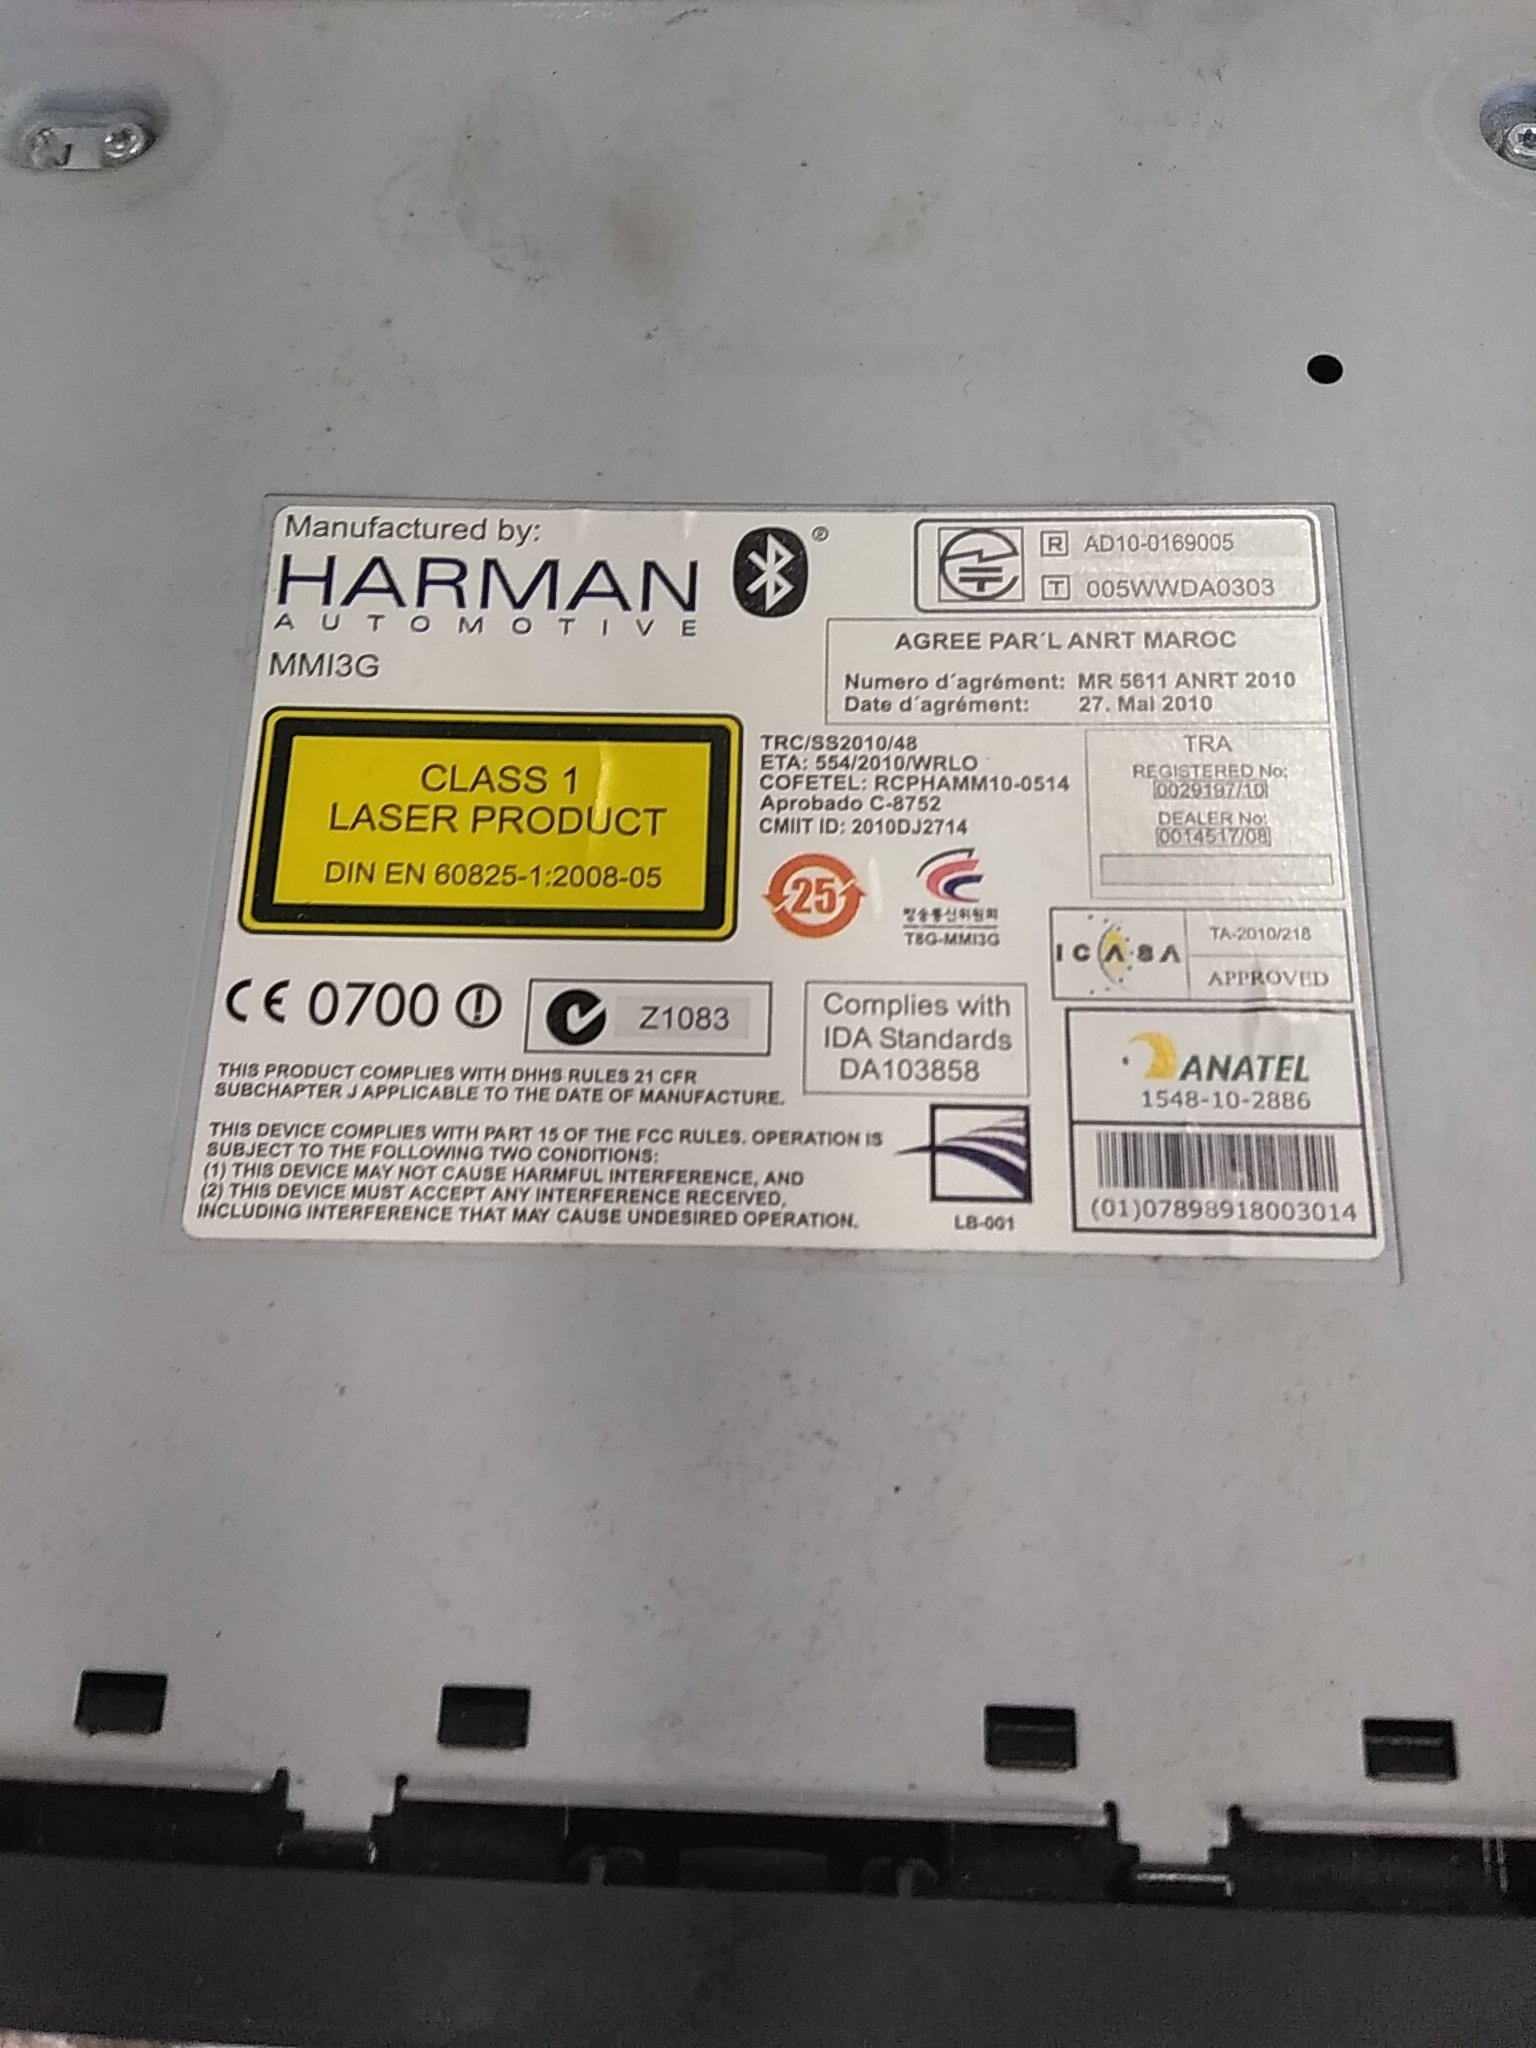 Manufactured by:
HARMAN
AUTOMOTIVE
MMI3G
®
R AD10-0169005
T 005WWDA0303
AGREE PAR´L ANRT MAROC
Numero d´agrément: MR 5611 ANRT 2010
Date d´agrément: 27. Mai 2010
CLASS 1
LASER PRODUCT
DIN EN 60825-1:2008-05
TRC/SS2010/48
ETA: 554/2010/WRLO
COFETEL: RCPHAMM10-0514
Aprobado C-8752
CMIIT ID: 2010DJ2714
TRA
REGISTERED No:
0029197/10
DEALER No:
0014517/08
25
방송통신위원회
T8G-MMI3G
ICASA
TA-2010/218
APPROVED
CE 0700
Z1083
Complies with
IDA Standards
DA103858
ANATEL
1548-10-2886
(01)07898918003014
THIS PRODUCT COMPLIES WITH DHHS RULES 21 CFR
SUBCHAPTER J APPLICABLE TO THE DATE OF MANUFACTURE.
THIS DEVICE COMPLIES WITH PART 15 OF THE FCC RULES. OPERATION IS
SUBJECT TO THE FOLLOWING TWO CONDITIONS:
(1) THIS DEVICE MAY NOT CAUSE HARMFUL INTERFERENCE, AND
(2) THIS DEVICE MUST ACCEPT ANY INTERFERENCE RECEIVED,
INCLUDING INTERFERENCE THAT MAY CAUSE UNDESIRED OPERATION.
LB-001